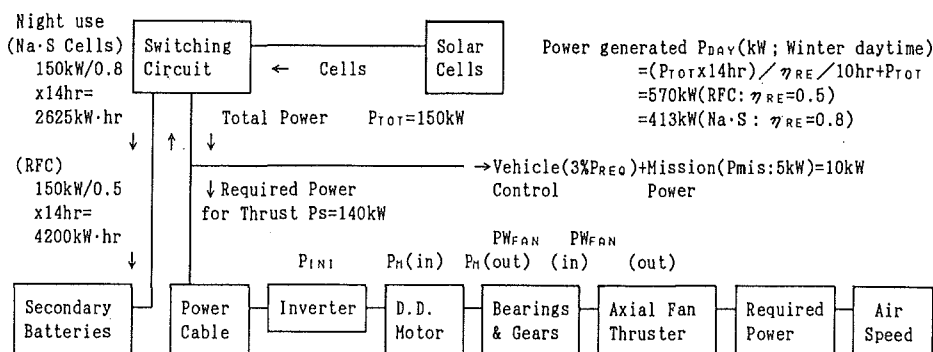 Night use
(Na·S Cells)
150kW/0.8
x14hr=
2625kW·hr
↓
(RFC)
150kW/0.5
x14hr=
4200kW·hr
↓
Switching
Circuit
← Cells
Solar
Cells
Power generated PDAY(kW; Winter daytime)
=(PTOTx14hr)/ηRE/10hr+PTOT
=570kW(RFC: ηRE=0.5)
=413kW(Na·S: ηRE=0.8)
↑ ↓ Total Power PTOT=150kW
→Vehicle(3%PREQ)+Mission(Pmis:5kW)=10kW
Control Power
↓Required Power
for Thrust Ps=140kW
PWFAN PWFAN
PINI PM(in) PM(out) (in) (out)
Secondary
Batteries
Power
Cable
Inverter
D.D.
Motor
Bearings
& Gears
Axial Fan
Thruster
Required
Power
Air
Speed